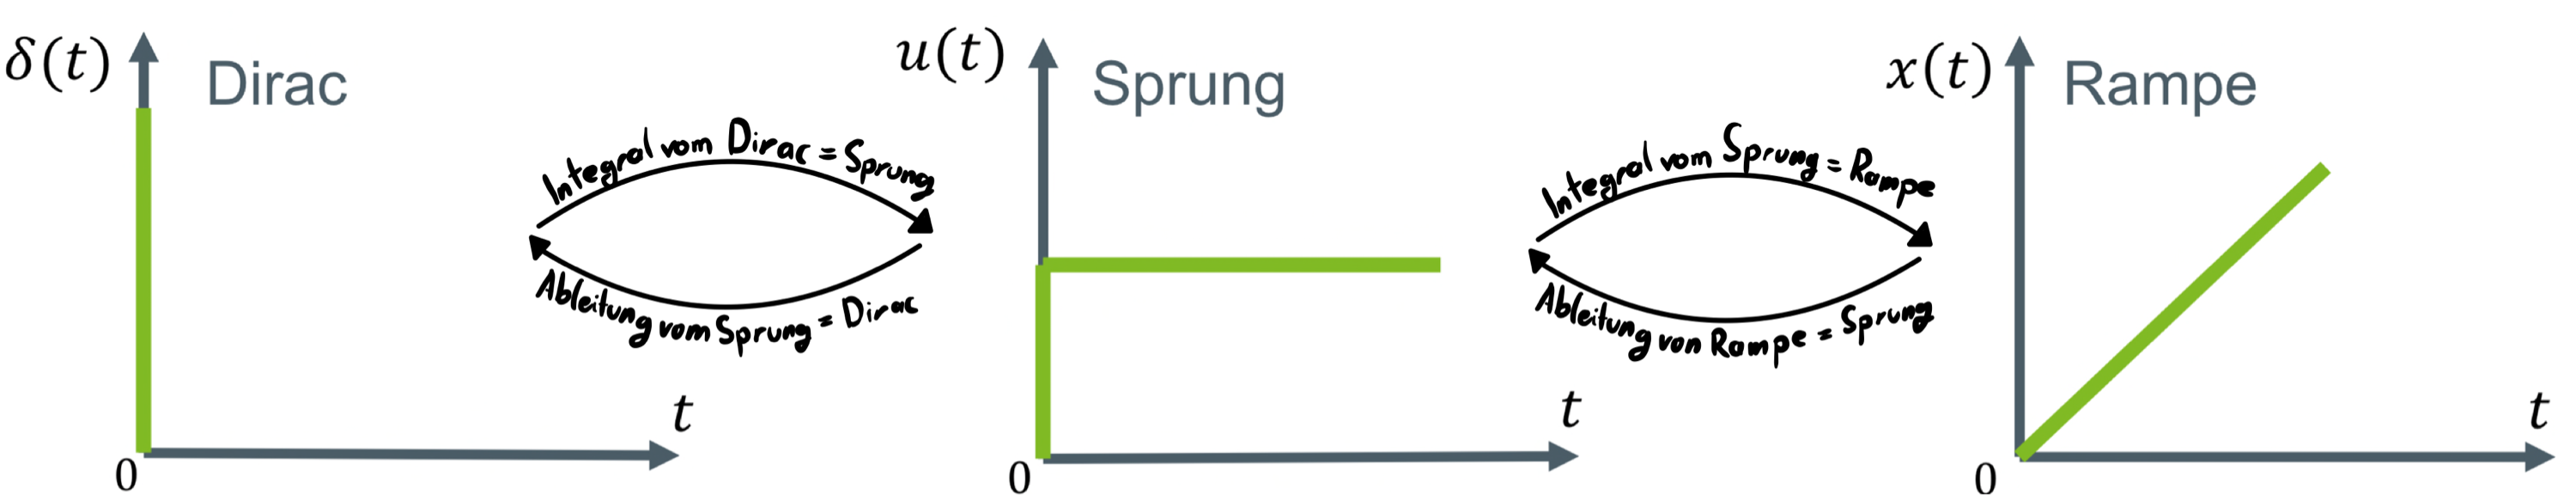 δ(t)
Dirac
t
0
Integral vom Dirac = Sprung
Ableitung vom Sprung = Dirac
u(t)
Sprung
t
0
Integral vom Sprung = Rampe
Ableitung von Rampe = Sprung
x(t)
Rampe
t
0